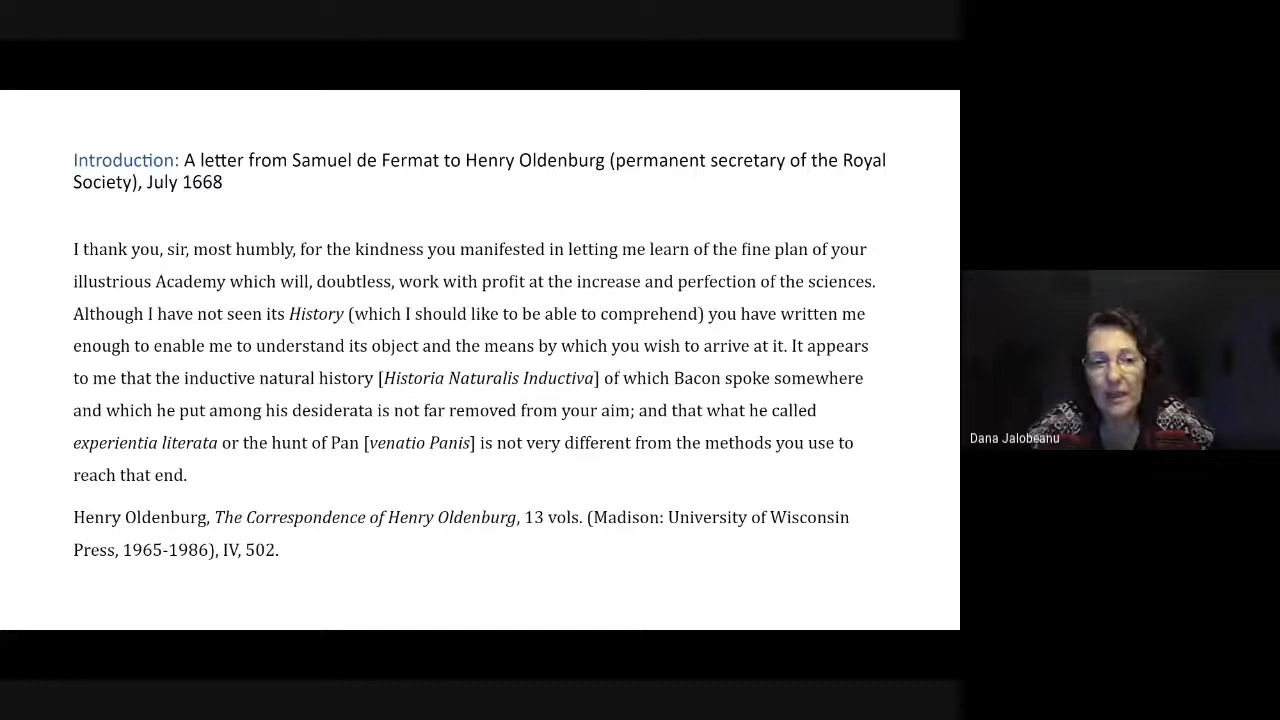 Introduction: A letter from Samuel de Fermat to Henry Oldenburg (permanent secretary of the Royal
Society), July 1668
I thank you, sir, most humbly, for the kindness you manifested in letting me learn of the fine plan of your
illustrious Academy which will, doubtless, work with profit at the increase and perfection of the sciences.
Although I have not seen its History (which I should like to be able to comprehend) you have written me
enough to enable me to understand its object and the means by which you wish to arrive at it. It appears
to me that the inductive natural history [Historia Naturalis Inductiva] of which Bacon spoke somewhere
and which he put among his desiderata is not far removed from your aim; and that what he called
experientia literata or the hunt of Pan [venatio Panis] is not very different from the methods you use to
reach that end.
Henry Oldenburg, The Correspondence of Henry Oldenburg, 13 vols. (Madison: University of Wisconsin
Press, 1965-1986), IV, 502.
Dana Jalobeanu